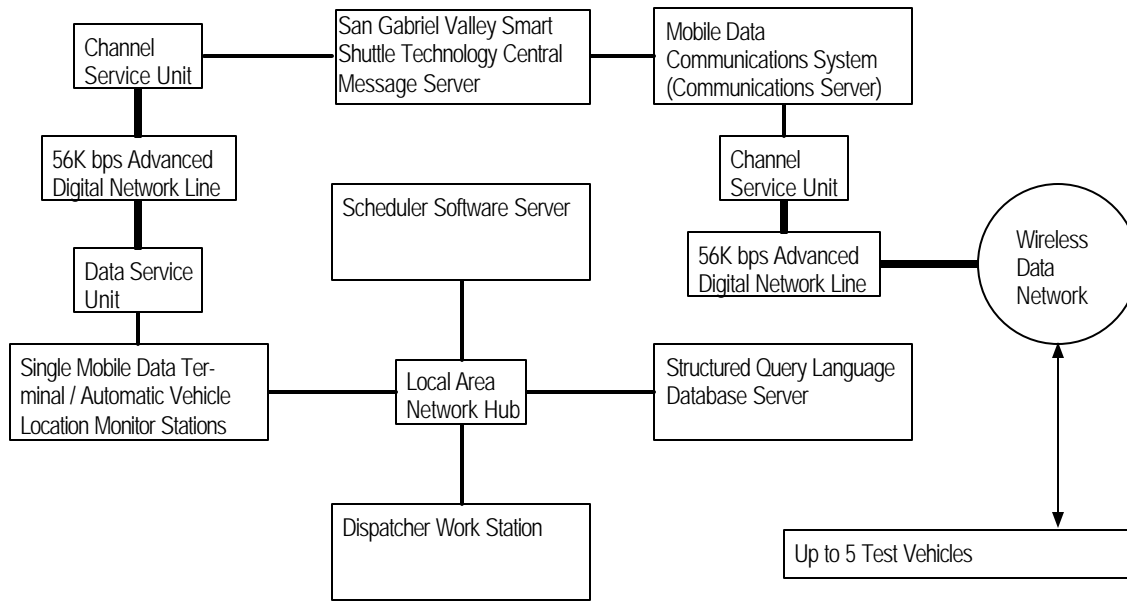 Channel
Service Unit
San Gabriel Valley Smart
Shuttle Technology Central
Message Server
Mobile Data
Communications System
(Communications Server)
56K bps Advanced
Digital Network Line
Channel
Service Unit
Scheduler Software Server
Wireless
Data
Network
56K bps Advanced
Digital Network Line
Data Service
Unit
Single Mobile Data Ter-
minal / Automatic Vehicle
Location Monitor Stations
Local Area
Network Hub
Structured Query Language
Database Server
Dispatcher Work Station
Up to 5 Test Vehicles